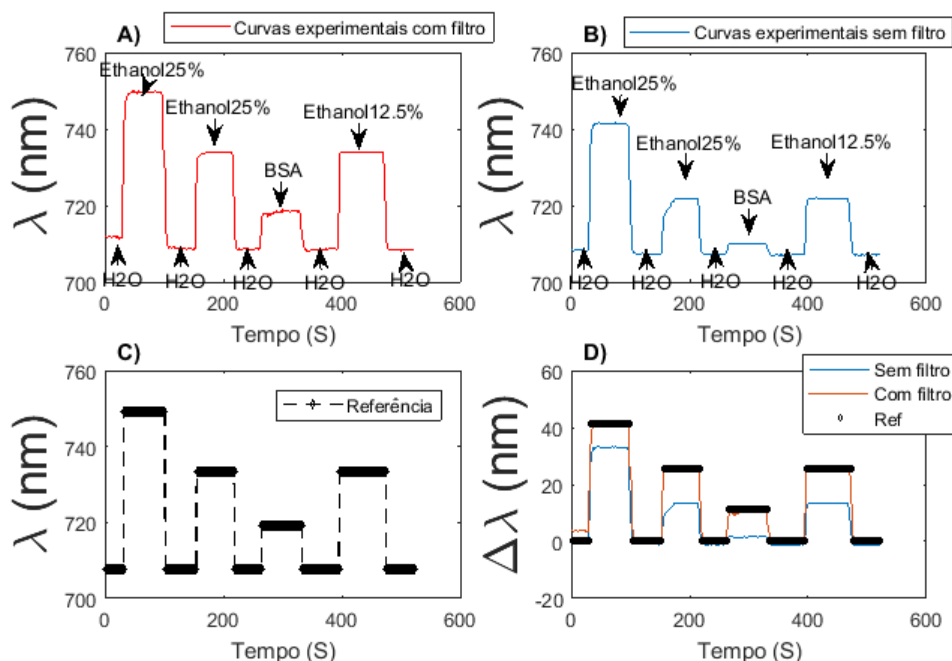 A)
Curvas experimentais com filtro
760
740
720
700
λ (nm)
Ethanol25%
Ethanol25%
BSA
Ethanol12.5%
H2O
H2O
H2O
H2O
H2O
0
200
400
600
Tempo (S)
B)
Curvas experimentais sem filtro
760
740
720
700
λ (nm)
Ethanol25%
Ethanol25%
BSA
Ethanol12.5%
H2O
H2O
H2O
H2O
H2O
0
200
400
600
Tempo (S)
C)
Referência
760
740
720
700
λ (nm)
0
200
400
600
Tempo (S)
D)
Sem filtro
Com filtro
Ref
60
40
20
0
-20
Δ λ (nm)
0
200
400
600
Tempo (S)